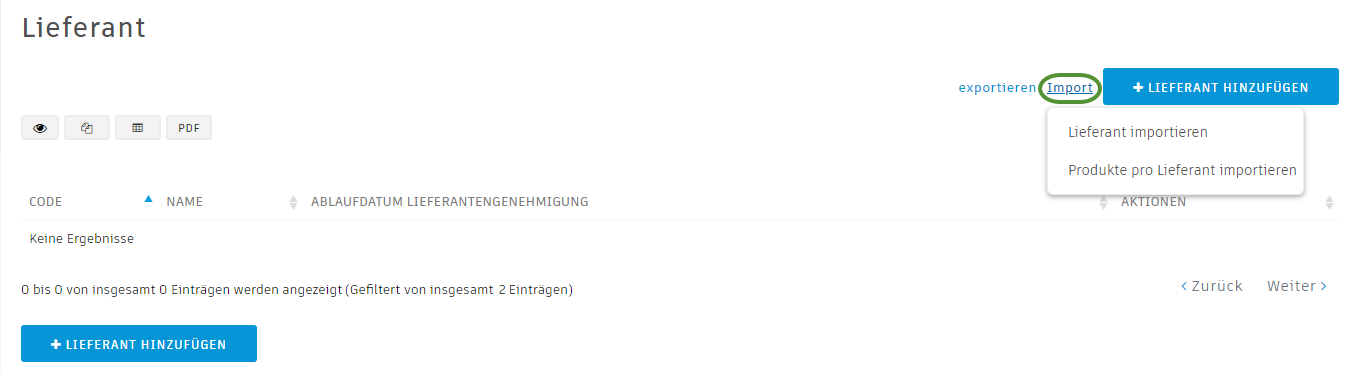 Lieferant
exportieren Import + LIEFERANT HINZUFÜGEN
Lieferant importieren
PDF
Produkte pro Lieferant importieren
CODE NAME ABLAUFDATUM LIEFERANTENGENEHMIGUNG AKTIONEN
Keine Ergebnisse
0 bis 0 von insgesamt 0 Einträgen werden angezeigt (Gefiltert von insgesamt 2 Einträgen)
< Zurück Weiter >
+ LIEFERANT HINZUFÜGEN